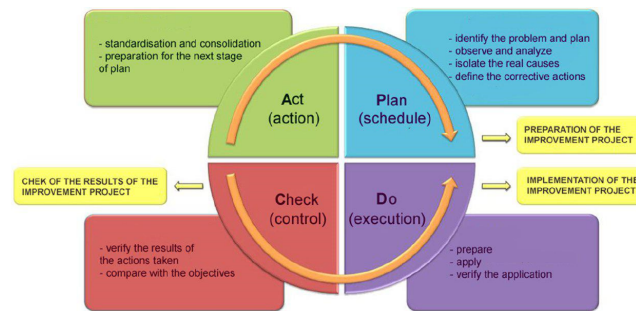 - standardisation and consolidation
- preparation for the next stage
of plan
- identify the problem and plan
- observe and analyze
- isolate the real causes
- define the corrective actions
Act
(action)
Plan
(schedule)
PREPARATION OF THE
IMPROVEMENT PROJECT
CHEK OF THE RESULTS OF THE
IMPROVEMENT PROJECT
IMPLEMENTATION OF THE
IMPROVEMENT PROJECT
Check
(control)
Do
(execution)
- verify the results of
the actions taken
- compare with the objectives
- prepare
- apply
- verify the application